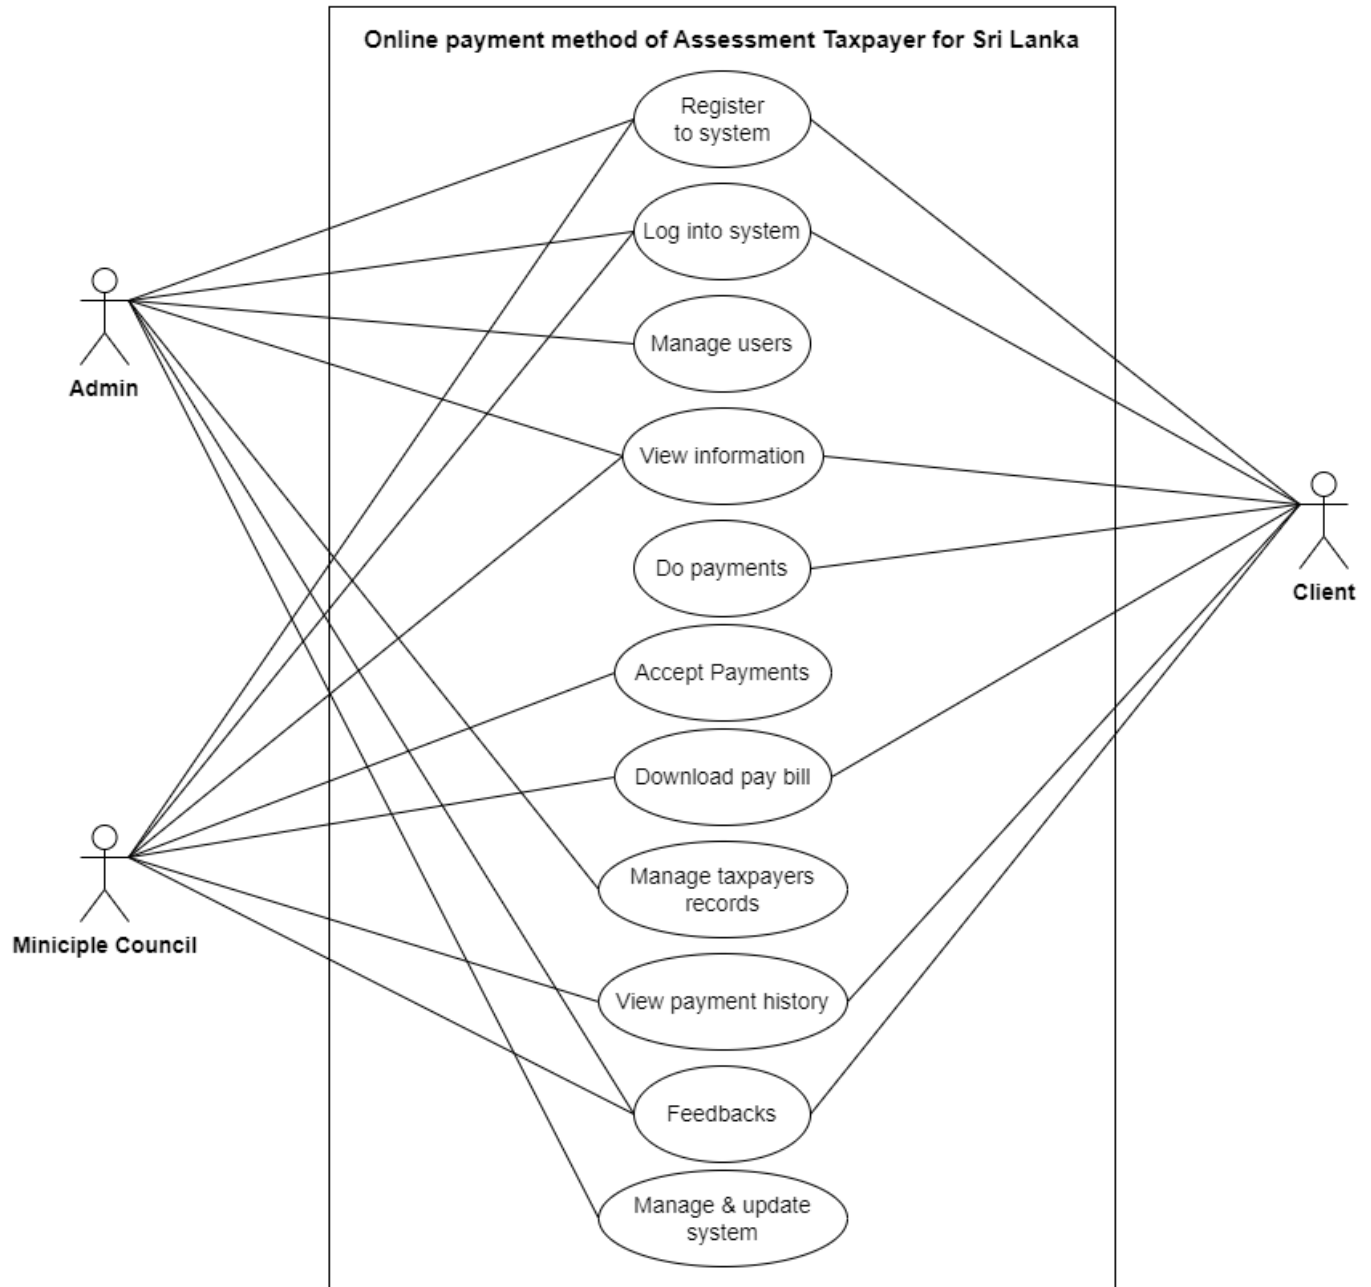 Online payment method of Assessment Taxpayer for Sri Lanka
Register
to system
Log into system
Manage users
Admin
View information
Do payments
Client
Accept Payments
Download pay bill
Manage taxpayers
records
Miniciple Council
View payment history
Feedbacks
Manage & update
system